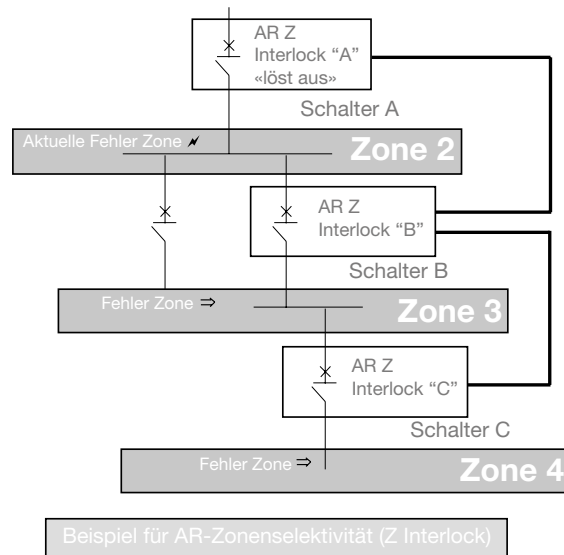 AR Z
Interlock “A”
«löst aus»
Schalter A
Aktuelle Fehler Zone
Zone 2
AR Z
Interlock “B”
Schalter B
Fehler Zone ⇒
Zone 3
AR Z
Interlock “C”
Schalter C
Fehler Zone ⇒
Zone 4
Beispiel für AR-Zonenselektivität (Z Interlock)